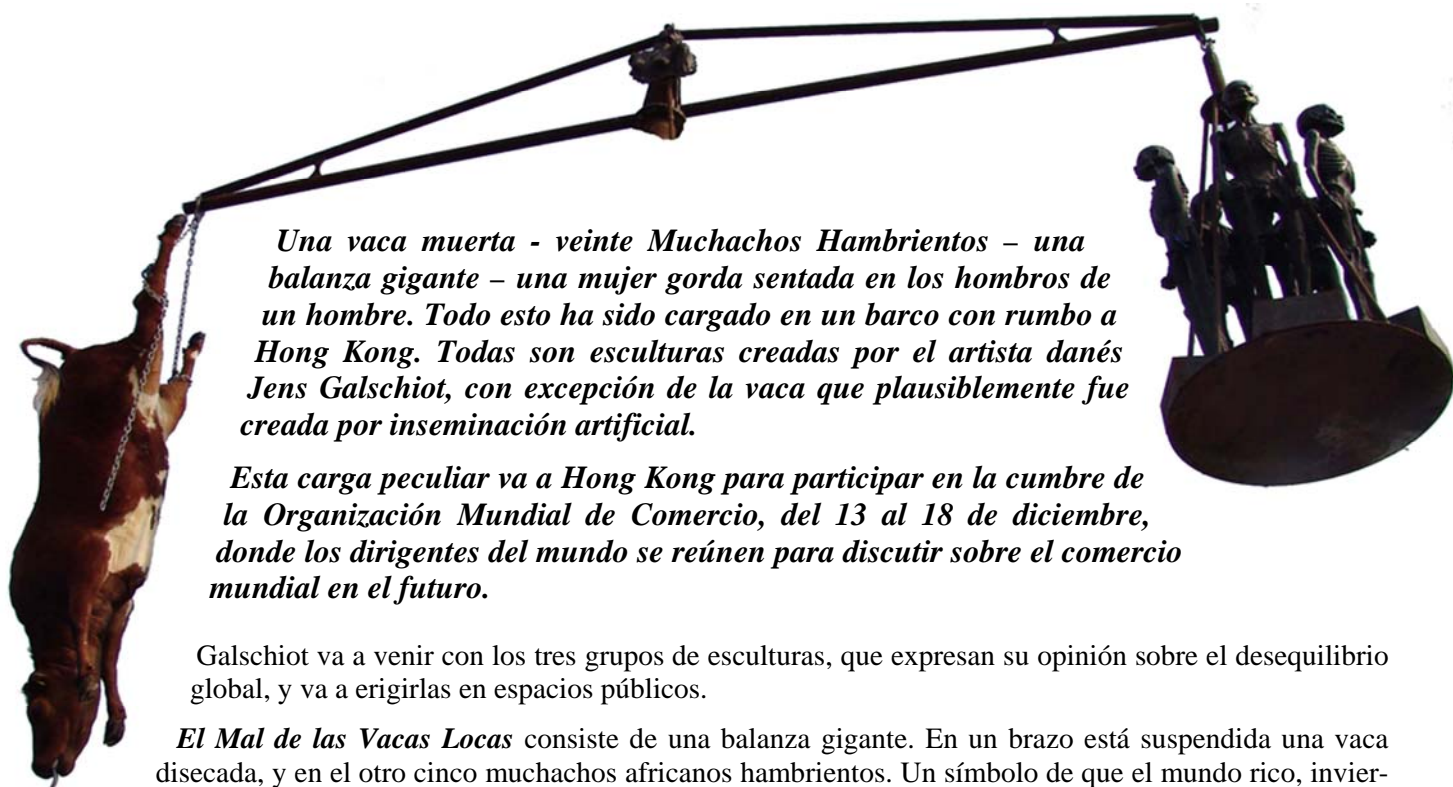 Una vaca muerta - veinte Muchachos Hambrientos – una
balanza gigante – una mujer gorda sentada en los hombros de
un hombre. Todo esto ha sido cargado en un barco con rumbo a
Hong Kong. Todas son esculturas creadas por el artista danés
Jens Galschiot, con excepción de la vaca que plausiblemente fue
creada por inseminación artificial.
Esta carga peculiar va a Hong Kong para participar en la cumbre de
la Organización Mundial de Comercio, del 13 al 18 de diciembre,
donde los dirigentes del mundo se reúnen para discutir sobre el comercio
mundial en el futuro.
Galschiot va a venir con los tres grupos de esculturas, que expresan su opinión sobre el desequilibrio
global, y va a erigirlas en espacios públicos.
El Mal de las Vacas Locas consiste de una balanza gigante. En un brazo está suspendida una vaca
disecada, y en el otro cinco muchachos africanos hambrientos. Un símbolo de que el mundo rico, invier-